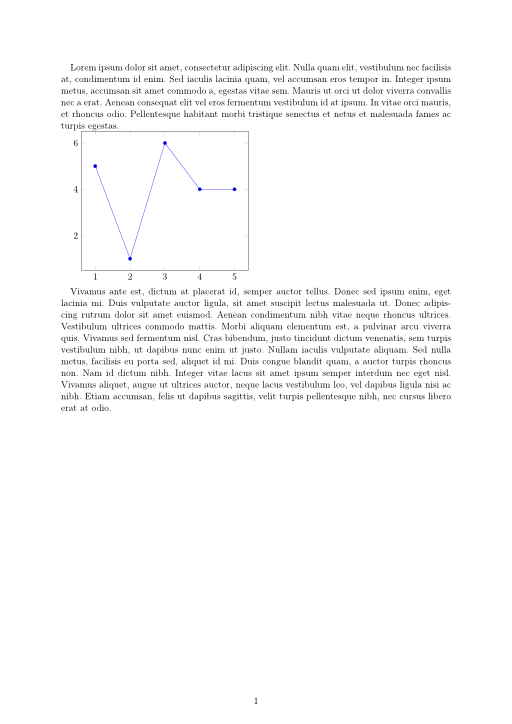 Lorem ipsum dolor sit amet, consectetur adipiscing elit. Nulla quam elit, vestibulum nec facilisis
at, condimentum id enim. Sed iaculis lacinia quam, vel accumsan eros tempor in. Integer ipsum
metus, accumsan sit amet commodo a, egestas vitae sem. Mauris ut orci ut dolor viverra convallis
nec a erat. Aenean consequat elit vel eros fermentum vestibulum id at ipsum. In vitae orci mauris,
et rhoncus odio. Pellentesque habitant morbi tristique senectus et netus et malesuada fames ac
turpis egestas.
6
4
2
1 2 3 4 5
Vivamus ante est, dictum at placerat id, semper auctor tellus. Donec sed ipsum enim, eget
lacinia mi. Duis vulputate auctor ligula, sit amet suscipit lectus malesuada ut. Donec adipis-
cing rutrum dolor sit amet euismod. Aenean condimentum nibh vitae neque rhoncus ultrices.
Vestibulum ultrices commodo mattis. Morbi aliquam elementum est, a pulvinar arcu viverra
quis. Vivamus sed fermentum nisl. Cras bibendum, justo tincidunt dictum venenatis, sem turpis
vestibulum nibh, ut dapibus nunc enim ut justo. Nullam iaculis vulputate aliquam. Sed nulla
metus, facilisis eu porta sed, aliquet id mi. Duis congue blandit quam, a auctor turpis rhoncus
non. Nam id dictum nibh. Integer vitae lacus sit amet ipsum semper interdum nec eget nisl.
Vivamus aliquet, augue ut ultrices auctor, neque lacus vestibulum leo, vel dapibus ligula nisi ac
nibh. Etiam accumsan, felis ut dapibus sagittis, velit turpis pellentesque nibh, nec cursus libero
erat at odio.
1